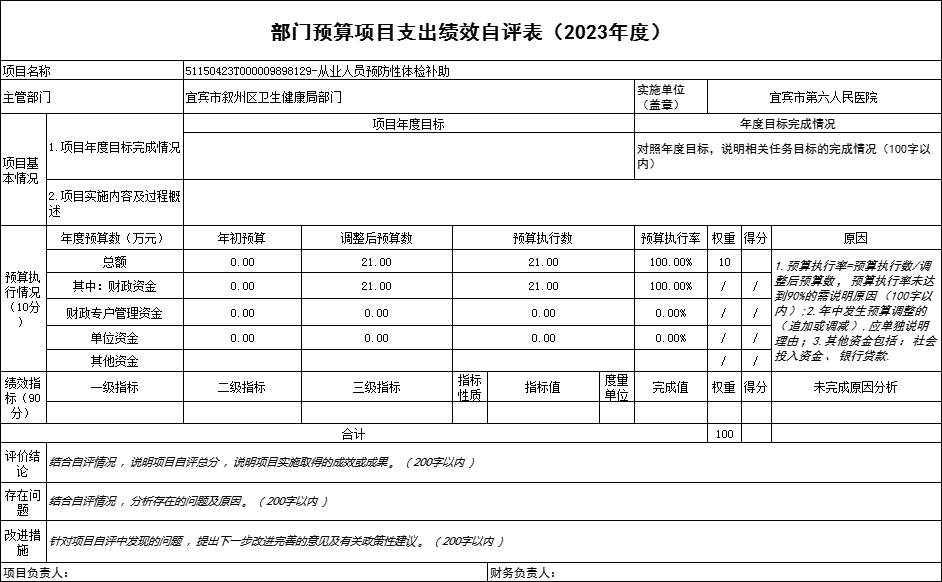 部门预算项目支出绩效自评表（2023年度）
项目名称
51150423T000009898129-从业人员预防性体检补助
主管部门
宜宾市叙州区卫生健康局部门
实施单位
（盖章）
宜宾市第六人民医院
项目基
本情况
1.项目年度目标完成情况
项目年度目标
年度目标完成情况
对照年度目标，说明相关任务目标的完成情况（100字以
内）
2.项目实施内容及过程概
述
预算执
行情况
（10分
）
年度预算数（万元）
年初预算
调整后预算数
预算执行数
预算执行率
权重
得分
原因
总额
0.00
21.00
21.00
100.00%
10
其中：财政资金
0.00
21.00
21.00
100.00%
/
/
财政专户管理资金
0.00
0.00
0.00
0.00%
/
/
单位资金
0.00
0.00
0.00
0.00%
/
/
其他资金
/
/
1.预算执行率=预算执行数/调
整后预算数，预算执行率未达
到90%的需说明原因（100字以
内）;2.年中发生预算调整的
（追加或调减）,应单独说明
理由；3.其他资金包括：社会
投入资金、银行贷款.
绩效指
标（90
分）
一级指标
二级指标
三级指标
指标
性质
指标值
度量
单位
完成值
权重
得分
未完成原因分析
合计
100
评价结
论
结合自评情况，说明项目自评总分，说明项目实施取得的成效或成果。（200字以内）
存在问
题
结合自评情况，分析存在的问题及原因。（200字以内）
改进措
施
针对项目自评中发现的问题，提出下一步改进完善的意见及有关政策性建议。（200字以内）
项目负责人：
财务负责人：